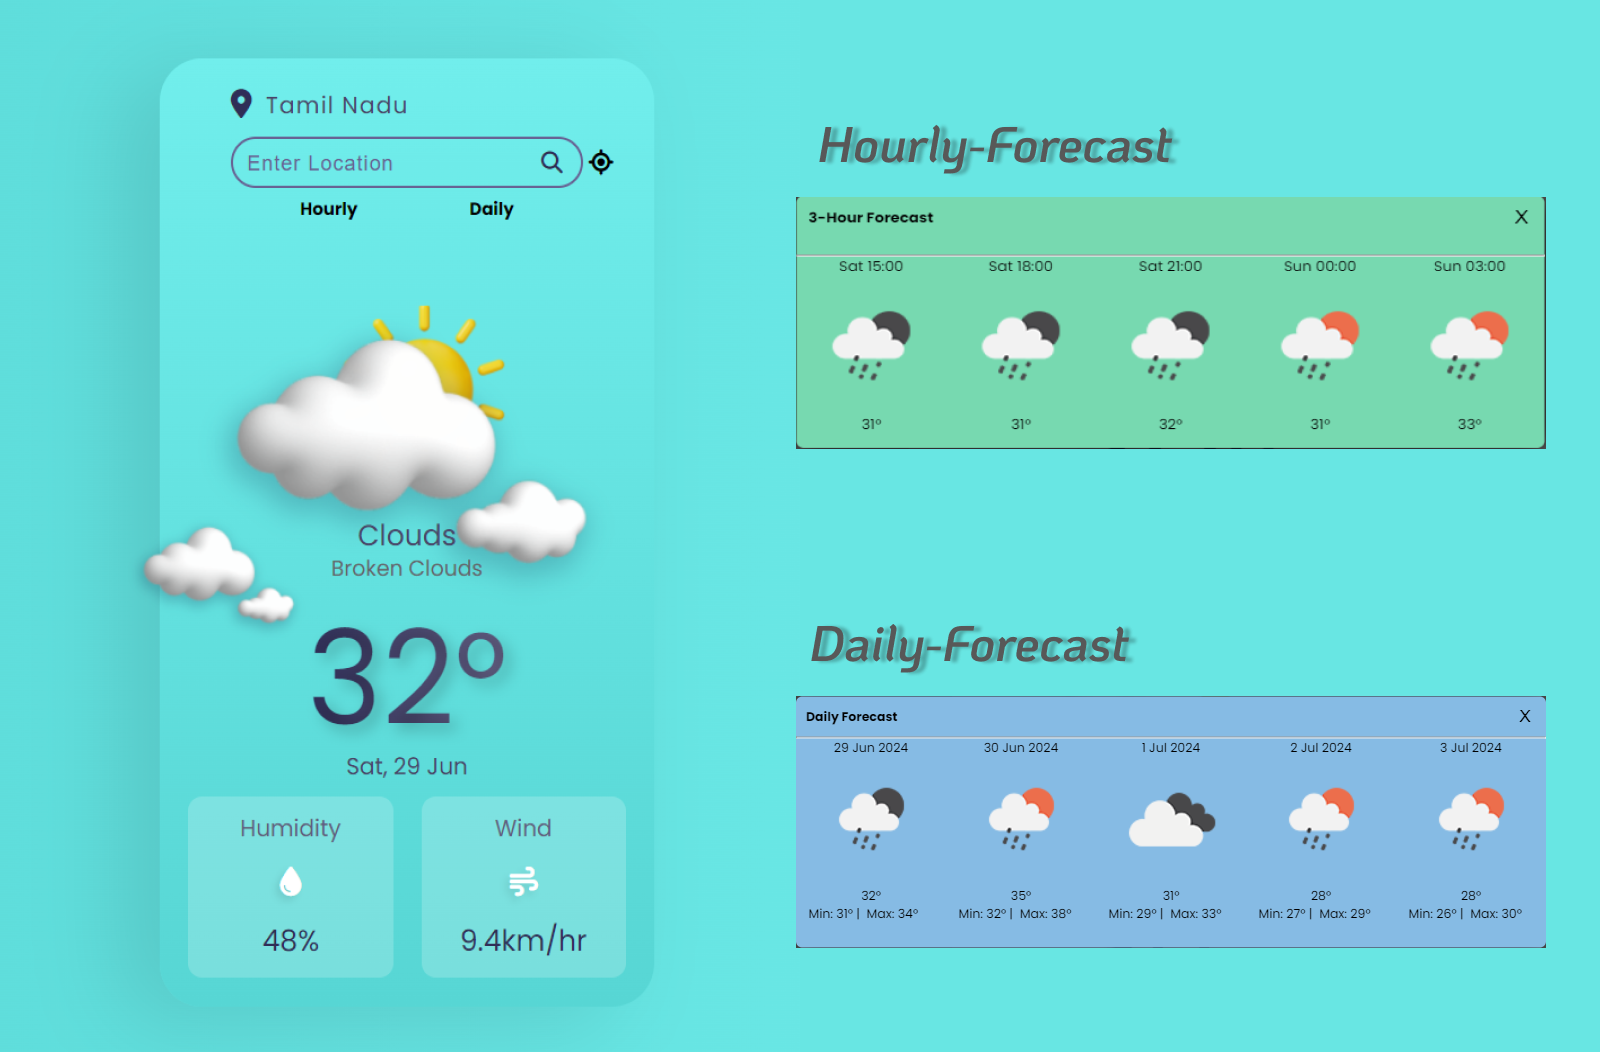 Tamil Nadu
Enter Location
Hourly Daily
Clouds
Broken Clouds
32°
Sat, 29 Jun
Humidity Wind
48% 9.4km/hr
Hourly-Forecast
3-Hour Forecast X
Sat 15:00 Sat 18:00 Sat 21:00 Sun 00:00 Sun 03:00
31° 31° 32° 31° 33°
Daily-Forecast
Daily Forecast X
29 Jun 2024 30 Jun 2024 1 Jul 2024 2 Jul 2024 3 Jul 2024
32° 35° 31° 28° 28°
Min: 31° | Max: 34° Min: 32° | Max: 38° Min: 29° | Max: 33° Min: 27° | Max: 29° Min: 26° | Max: 30°